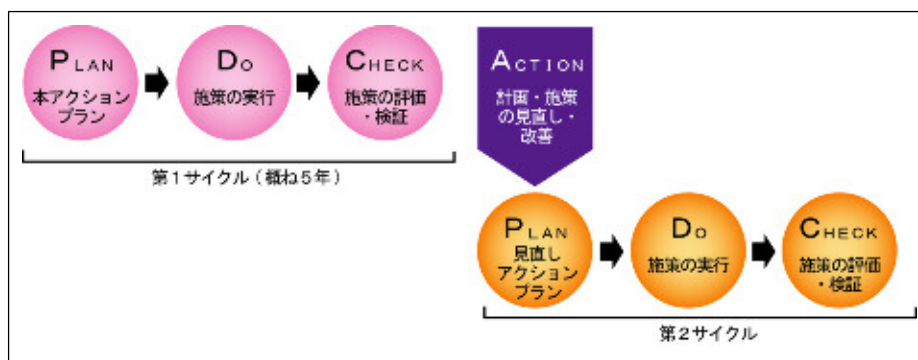 PLAN
本アクション
プラン
DO
施策の実行
CHECK
施策の評価
・検証
第1サイクル（概ね5年）
ACTION
計画・施策
の見直し・
改善
PLAN
見直し
アクション
プラン
DO
施策の実行
CHECK
施策の評価
・検証
第2サイクル